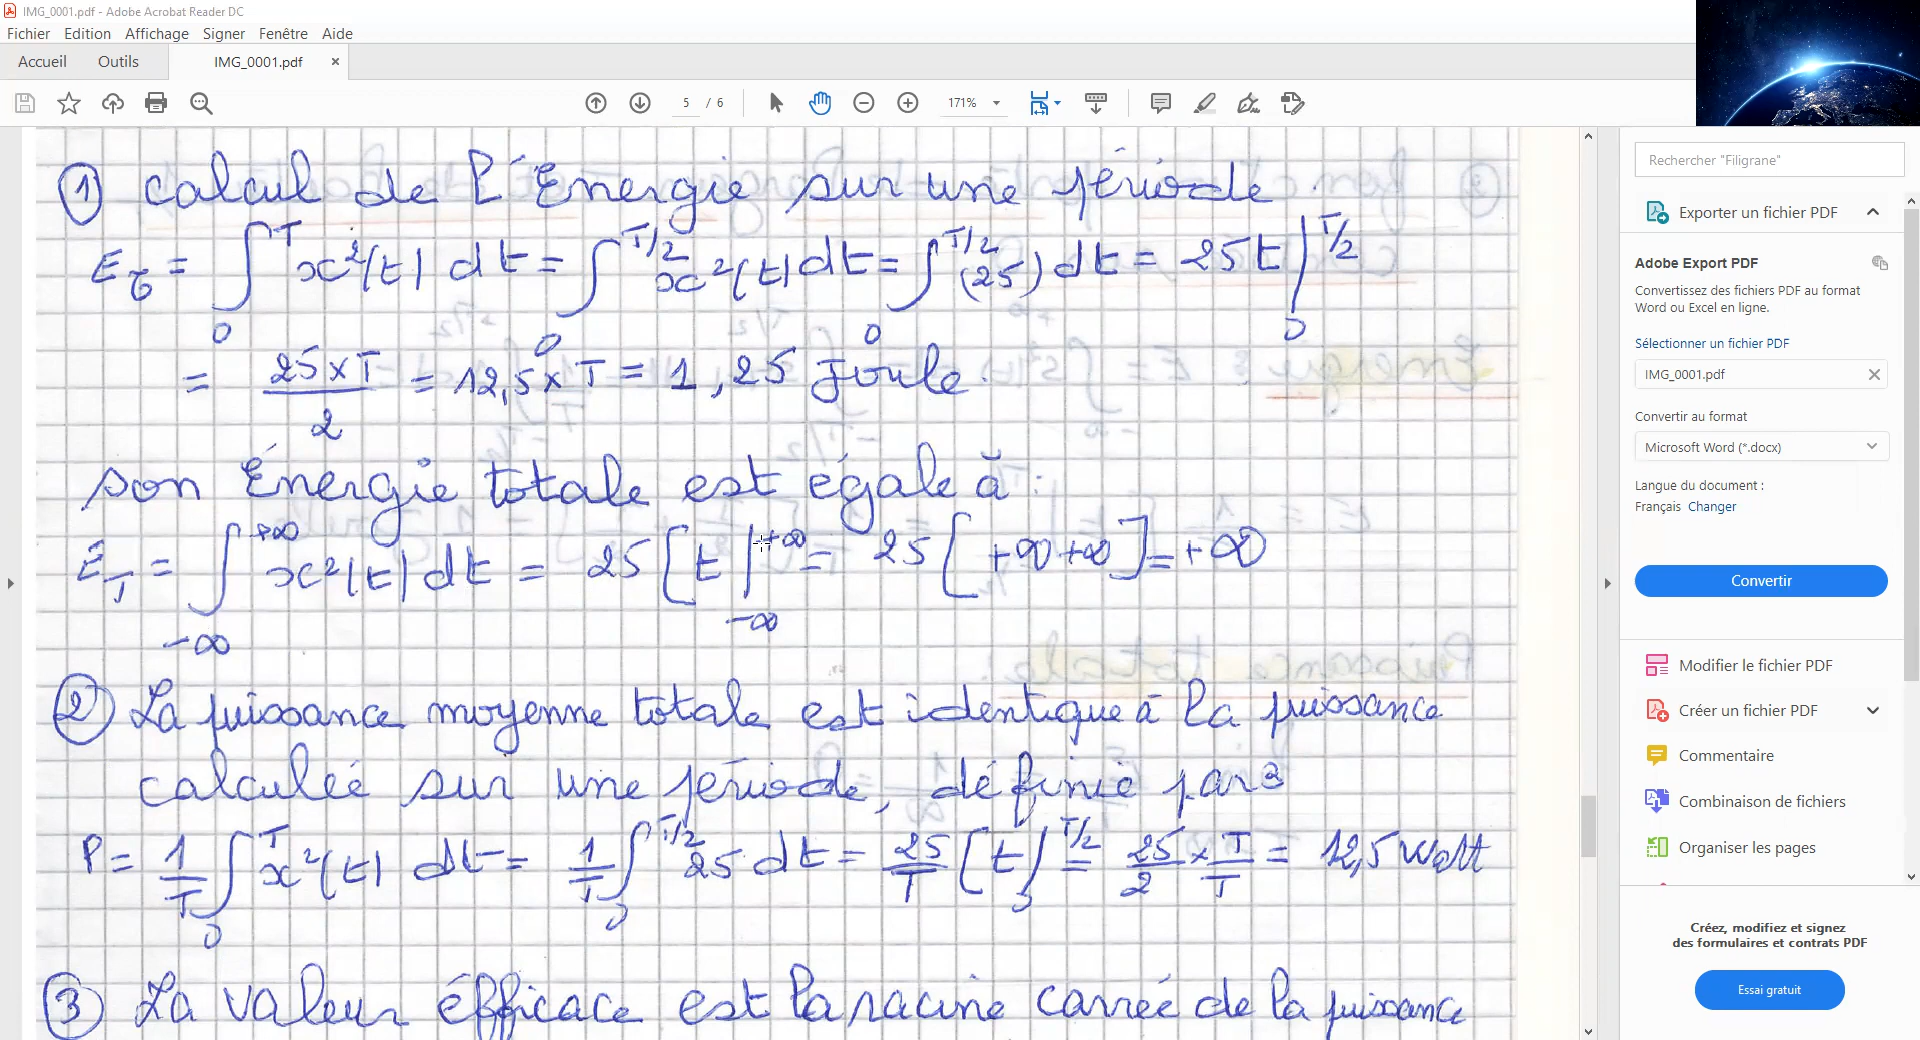 IMG_0001.pdf - Adobe Acrobat Reader DC
Fichier Edition Affichage Signer Fenêtre Aide
Accueil Outils IMG_0001.pdf ×
5 / 6 171%
① calcul de l'Énergie sur une période
E_τ = ∫₀^T x²(t) dt = ∫₀^{T/2} x²(t) dt = ∫₀^{T/2} (25) dt = 25t |₀^{T/2}
= 25×T/2 = 12,5×T = 1,25 Joule.
son Énergie totale est égale à :
E_T = ∫_{-∞}^{+∞} x²(t) dt = 25 [t|_{-∞}^{+∞} = 25 [+∞+∞] = +∞
② La puissance moyenne totale est identique à la puissance
calculeé sur une période, définie par :
P = 1/T ∫₀^T x²(t) dt = 1/T ∫₀^{T/2} 25 dt = 25/T [t]₀^{T/2} = 25/2 × T/T = 12,5 Watt
③ La valeur éfficace est la racine carreé de la puissance
Rechercher "Filigrane"
Exporter un fichier PDF
Adobe Export PDF
Convertissez des fichiers PDF au format
Word ou Excel en ligne.
Sélectionner un fichier PDF
IMG_0001.pdf
Convertir au format
Microsoft Word (*.docx)
Langue du document :
Français Changer
Convertir
Modifier le fichier PDF
Créer un fichier PDF
Commentaire
Combinaison de fichiers
Organiser les pages
Créez, modifiez et signez
des formulaires et contrats PDF
Essai gratuit